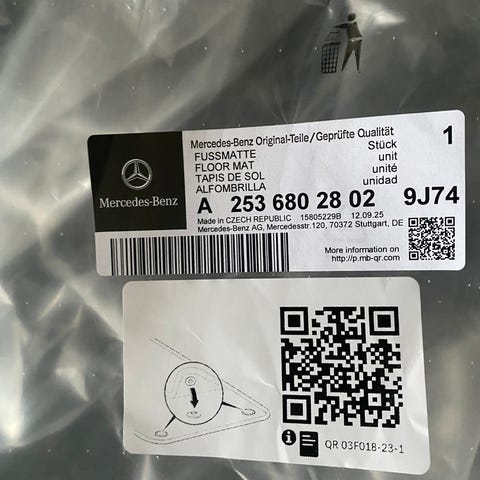 Mercedes-Benz Original-Teile/Geprüfte Qualität 1
FUSSMATTE Stück
FLOOR MAT unit
TAPIS DE SOL unité
ALFOMBRILLA unidad
Mercedes-Benz
A 253 680 28 02 9J74
Made in CZECH REPUBLIC 15805229B 12.09.25
Mercedes-Benz AG, Mercedesstr.120, 70372 Stuttgart, DE
More information on
http://p.mb-qr.com
QR 03F018-23-1